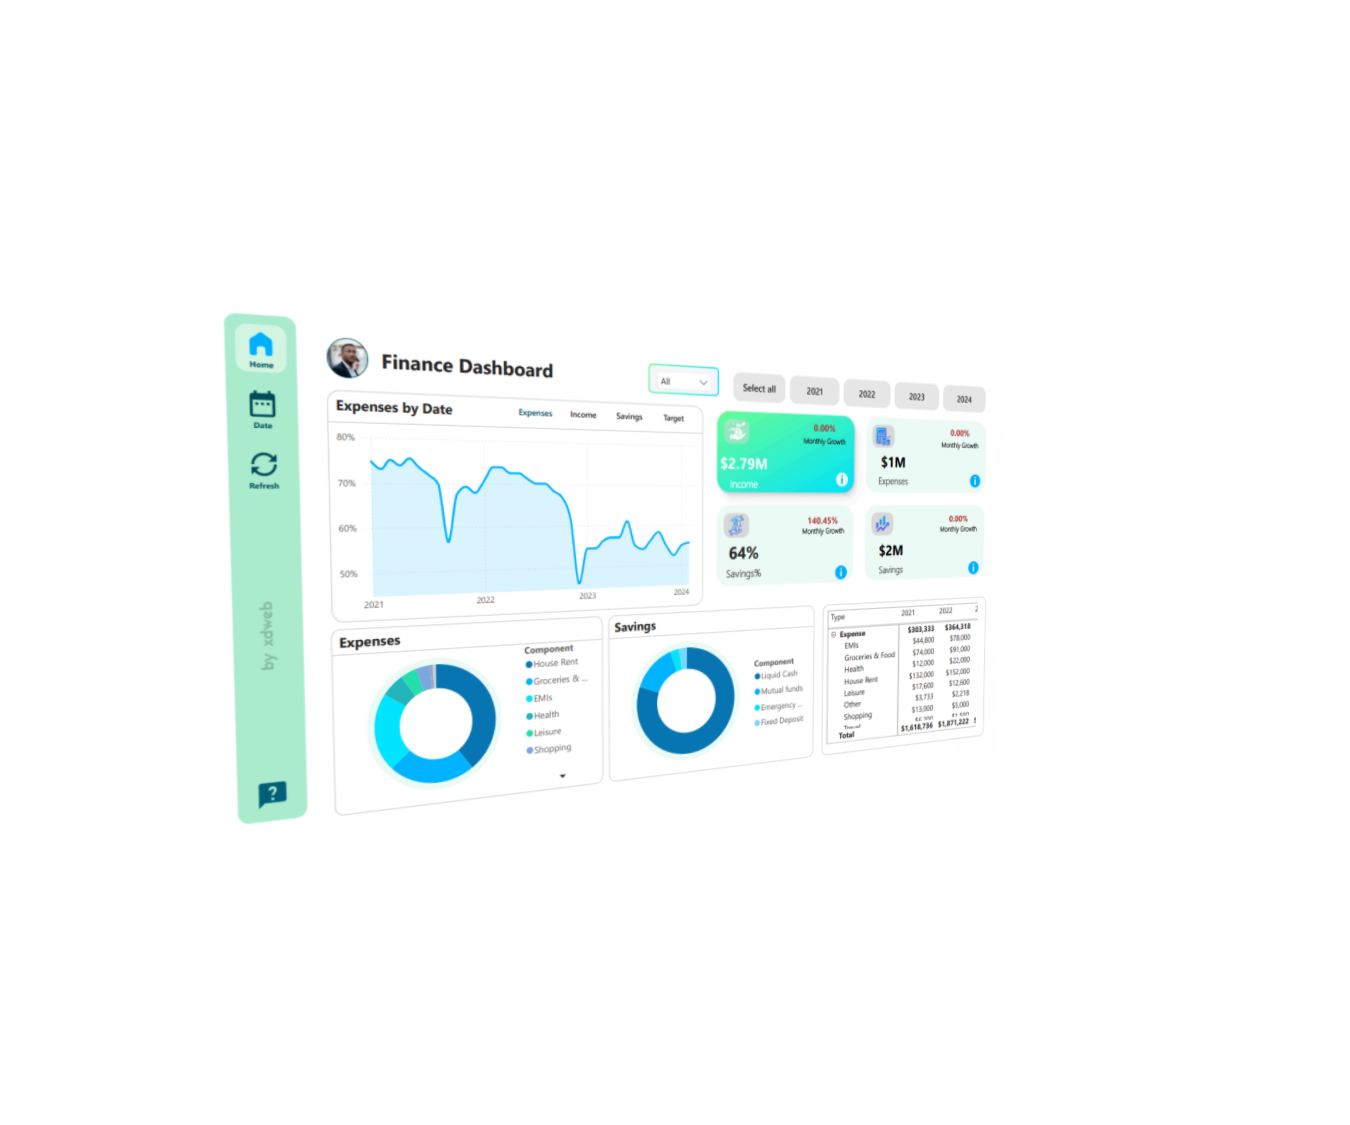 Home
Date
Refresh
by xdweb
Finance Dashboard
All
Select all
2021
2022
2023
2024
Expenses by Date
Expenses
Income
Savings
Target
80%
70%
60%
50%
2021
2022
2023
2024
0.00%
Monthly Growth
$2.79M
Income
0.00%
Monthly Growth
$1M
Expenses
140.45%
Monthly Growth
64%
Savings%
0.00%
Monthly Growth
$2M
Savings
Expenses
Component
House Rent
Groceries & ...
EMIs
Health
Leisure
Shopping
Savings
Component
Liquid Cash
Mutual funds
Emergency ...
Fixed Deposit
Type 2021 2022
Expense $303,333 $364,318
EMIs $44,800 $78,000
Groceries & Food $74,000 $91,000
Health $12,000 $22,000
House Rent $132,000 $152,000
Leisure $17,600 $12,600
Other $3,733 $2,218
Shopping $13,000 $5,000
Total $1,618,736 $1,871,222